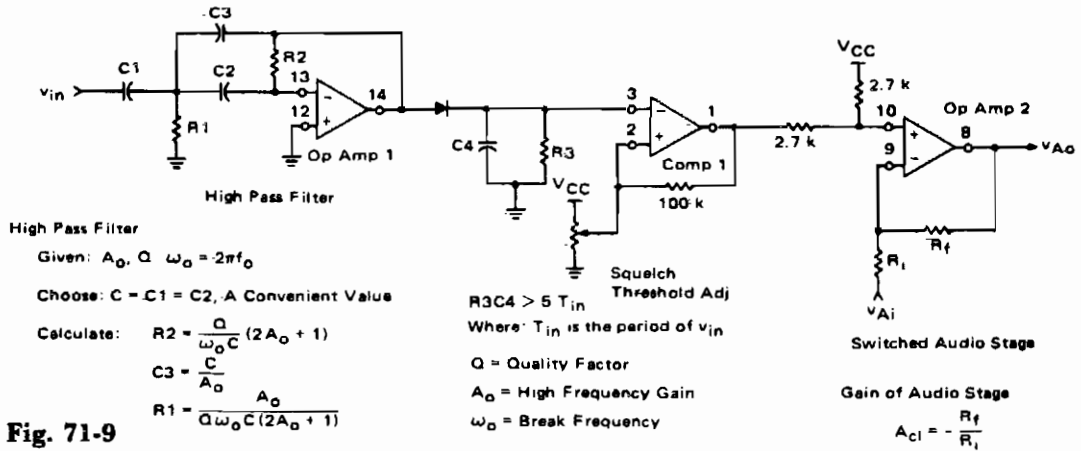 C3
R2
C1
C2
13
14
vin
12
R1
Op Amp 1
High Pass Filter
C4
R3
3
2
1
Comp 1
VCC
100 k
Squelch
Threshold Adj
2.7 k
VCC
2.7 k
10
9
8
Op Amp 2
vAo
Rf
Ri
vAi
Switched Audio Stage
High Pass Filter
Given: Ao, Q ωo = 2πfo
Choose: C = C1 = C2, A Convenient Value
Calculate: R2 = Q/ωoC (2Ao + 1)
C3 = C/Ao
R1 = Ao/QωoC(2Ao + 1)
R3C4 > 5 Tin
Where: Tin is the period of vin
Q = Quality Factor
Ao = High Frequency Gain
ωo = Break Frequency
Gain of Audio Stage
Acl = - Rf/Ri
Fig. 71-9